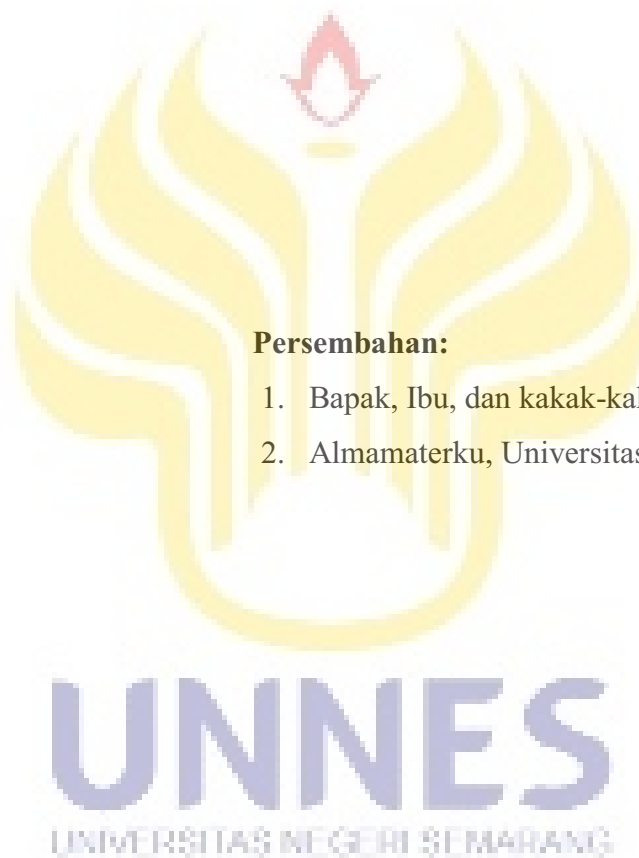 Persembahan:
1. Bapak, Ibu, dan kakak-kak
2. Almamaterku, Universitas
UNNES
UNIVERSITAS NEGERI SEMARANG